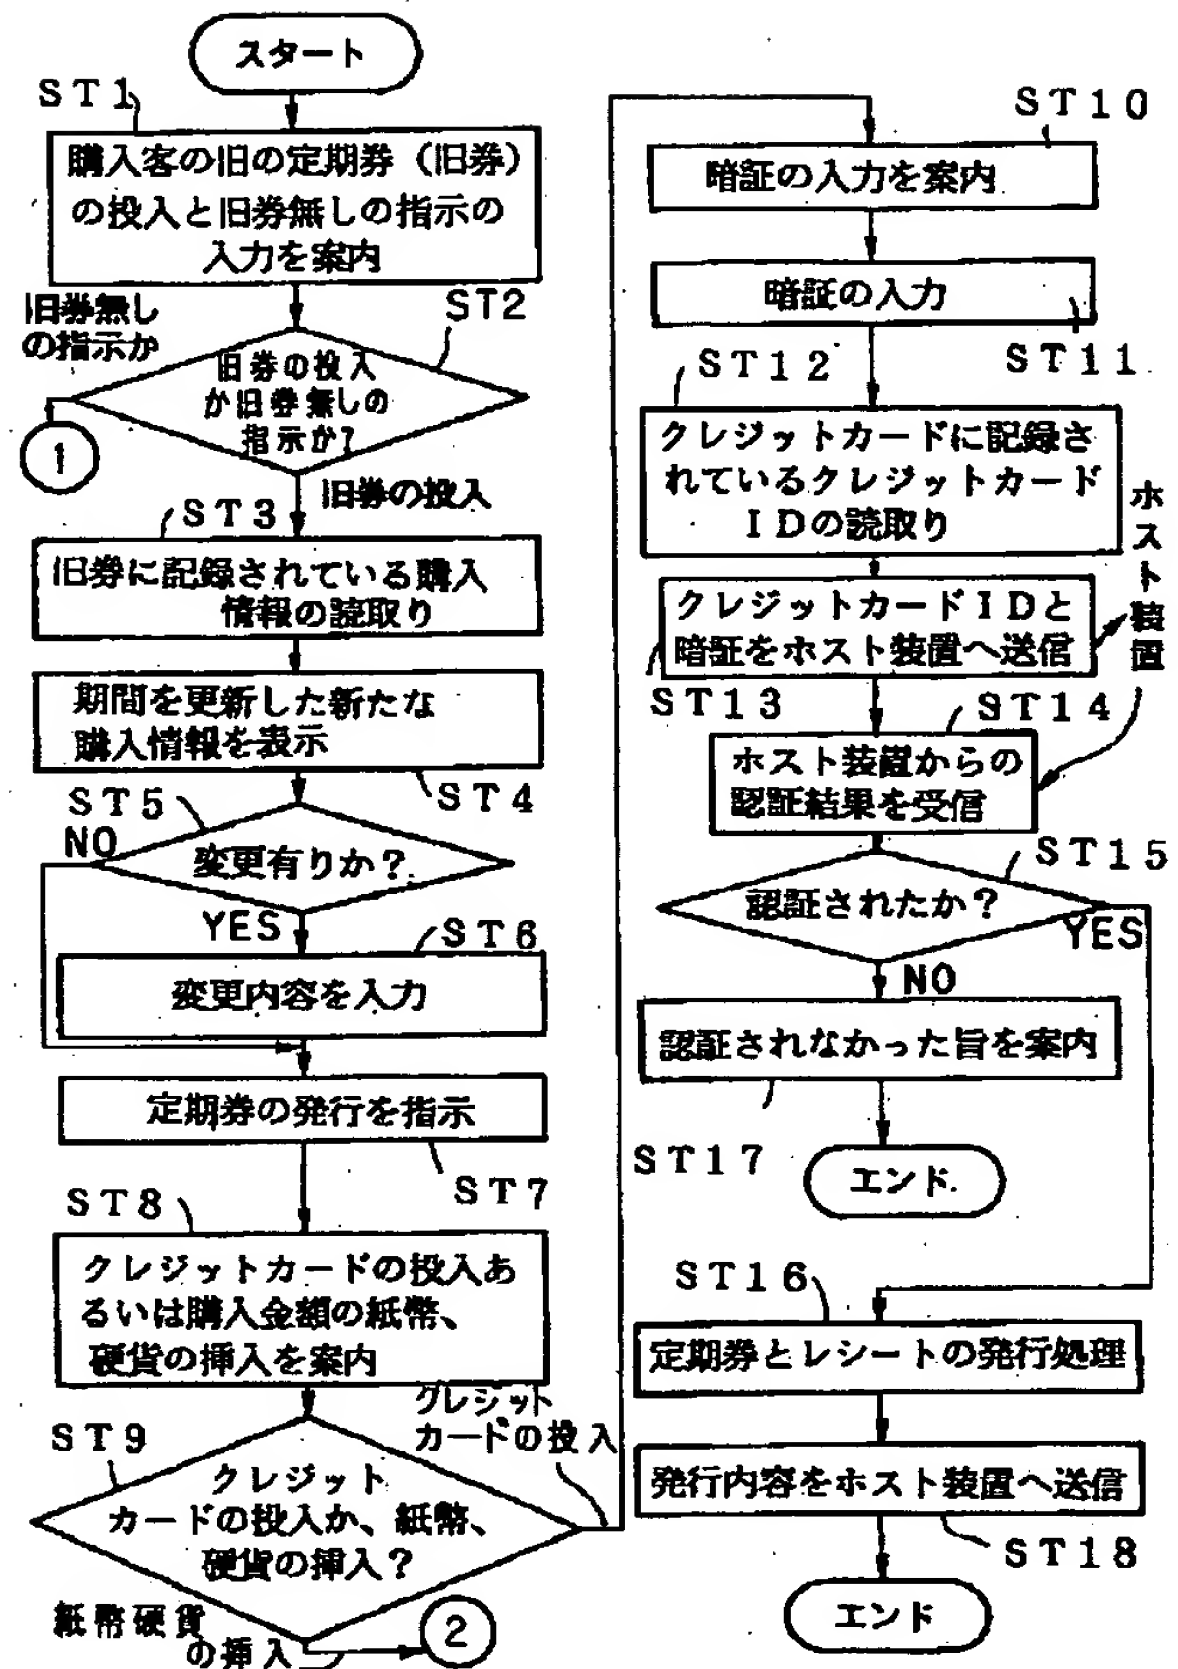 スタート
ST1
購入客の旧の定期券（旧券）
の投入と旧券無しの指示の
入力を案内
旧券無し
の指示か
ST2
旧券の投入
か旧券無しの
指示か?
1
旧券の投入
ST3
旧券に記録されている購入
情報の読取り
期間を更新した新たな
購入情報を表示
ST4
ST5
NO
変更有りか？
YES
ST6
変更内容を入力
定期券の発行を指示
ST7
ST8
クレジットカードの投入あ
るいは購入金額の紙幣、
硬貨の挿入を案内
クレジット
カードの投入
ST9
クレジット
カードの投入か、紙幣、
硬貨の挿入？
紙幣硬貨
の挿入
2
ST10
暗証の入力を案内
暗証の入力
ST11
ST12
クレジットカードに記録さ
れているクレジットカード
IDの読取り
ホスト装置
クレジットカードIDと
暗証をホスト装置へ送信
ST13
ST14
ホスト装置からの
認証結果を受信
ST15
認証されたか？
YES
NO
認証されなかった旨を案内
ST17
エンド
ST16
定期券とレシートの発行処理
発行内容をホスト装置へ送信
ST18
エンド